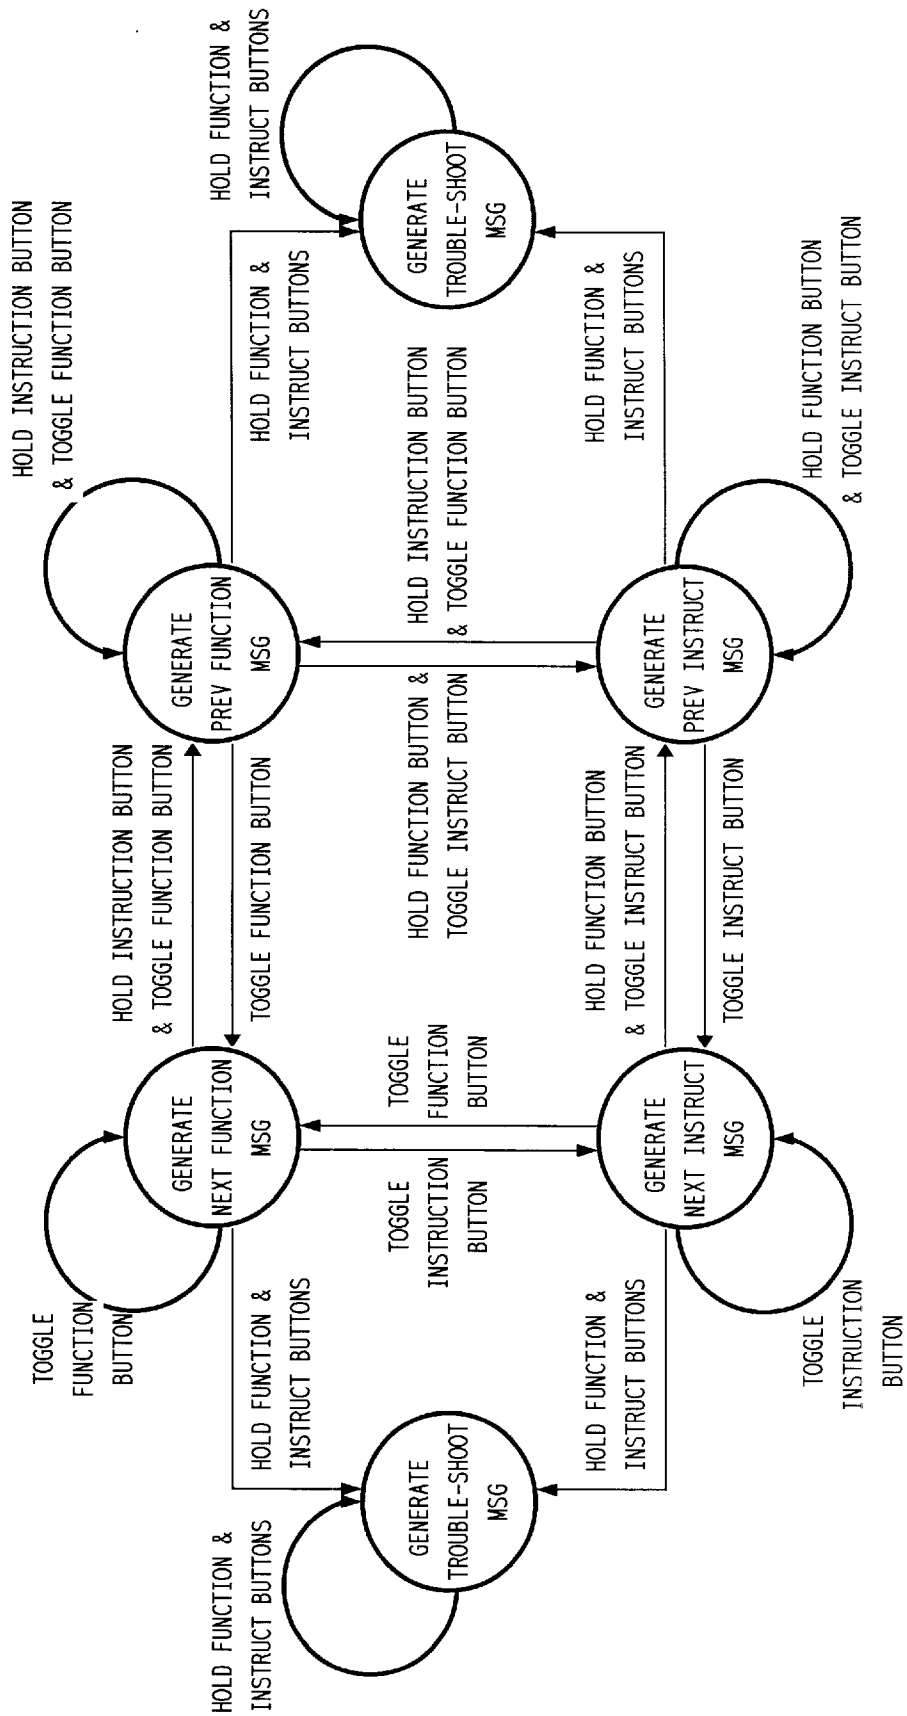 HOLD FUNCTION &
INSTRUCT BUTTONS
GENERATE
TROUBLE-SHOOT
MSG
HOLD FUNCTION &
INSTRUCT BUTTONS
HOLD FUNCTION &
INSTRUCT BUTTONS
TOGGLE
FUNCTION
BUTTON
GENERATE
NEXT FUNCTION
MSG
TOGGLE
INSTRUCTION
BUTTON
TOGGLE
FUNCTION
BUTTON
GENERATE
NEXT INSTRUCT
MSG
TOGGLE
INSTRUCTION
BUTTON
HOLD INSTRUCTION BUTTON
& TOGGLE FUNCTION BUTTON
TOGGLE FUNCTION BUTTON
HOLD FUNCTION BUTTON
& TOGGLE INSTRUCT BUTTON
TOGGLE INSTRUCT BUTTON
HOLD INSTRUCTION BUTTON
& TOGGLE FUNCTION BUTTON
GENERATE
PREV FUNCTION
MSG
HOLD FUNCTION BUTTON &
TOGGLE INSTRUCT BUTTON
HOLD INSTRUCTION BUTTON
& TOGGLE FUNCTION BUTTON
GENERATE
PREV INSTRUCT
MSG
HOLD FUNCTION BUTTON
& TOGGLE INSTRUCT BUTTON
HOLD FUNCTION &
INSTRUCT BUTTONS
HOLD FUNCTION &
INSTRUCT BUTTONS
HOLD FUNCTION &
INSTRUCT BUTTONS
GENERATE
TROUBLE-SHOOT
MSG